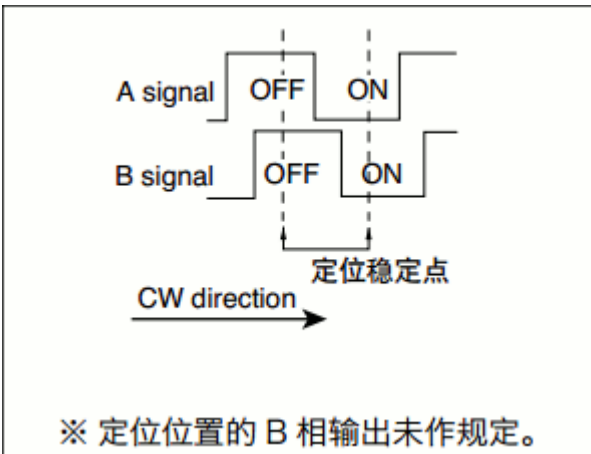 A signal OFF ON
B signal OFF ON
定位稳定点
CW direction
※ 定位位置的 B 相输出未作规定。